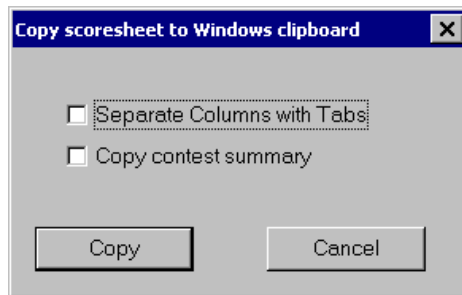 Copy scoresheet to Windows clipboard
Separate Columns with Tabs
Copy contest summary
Copy Cancel